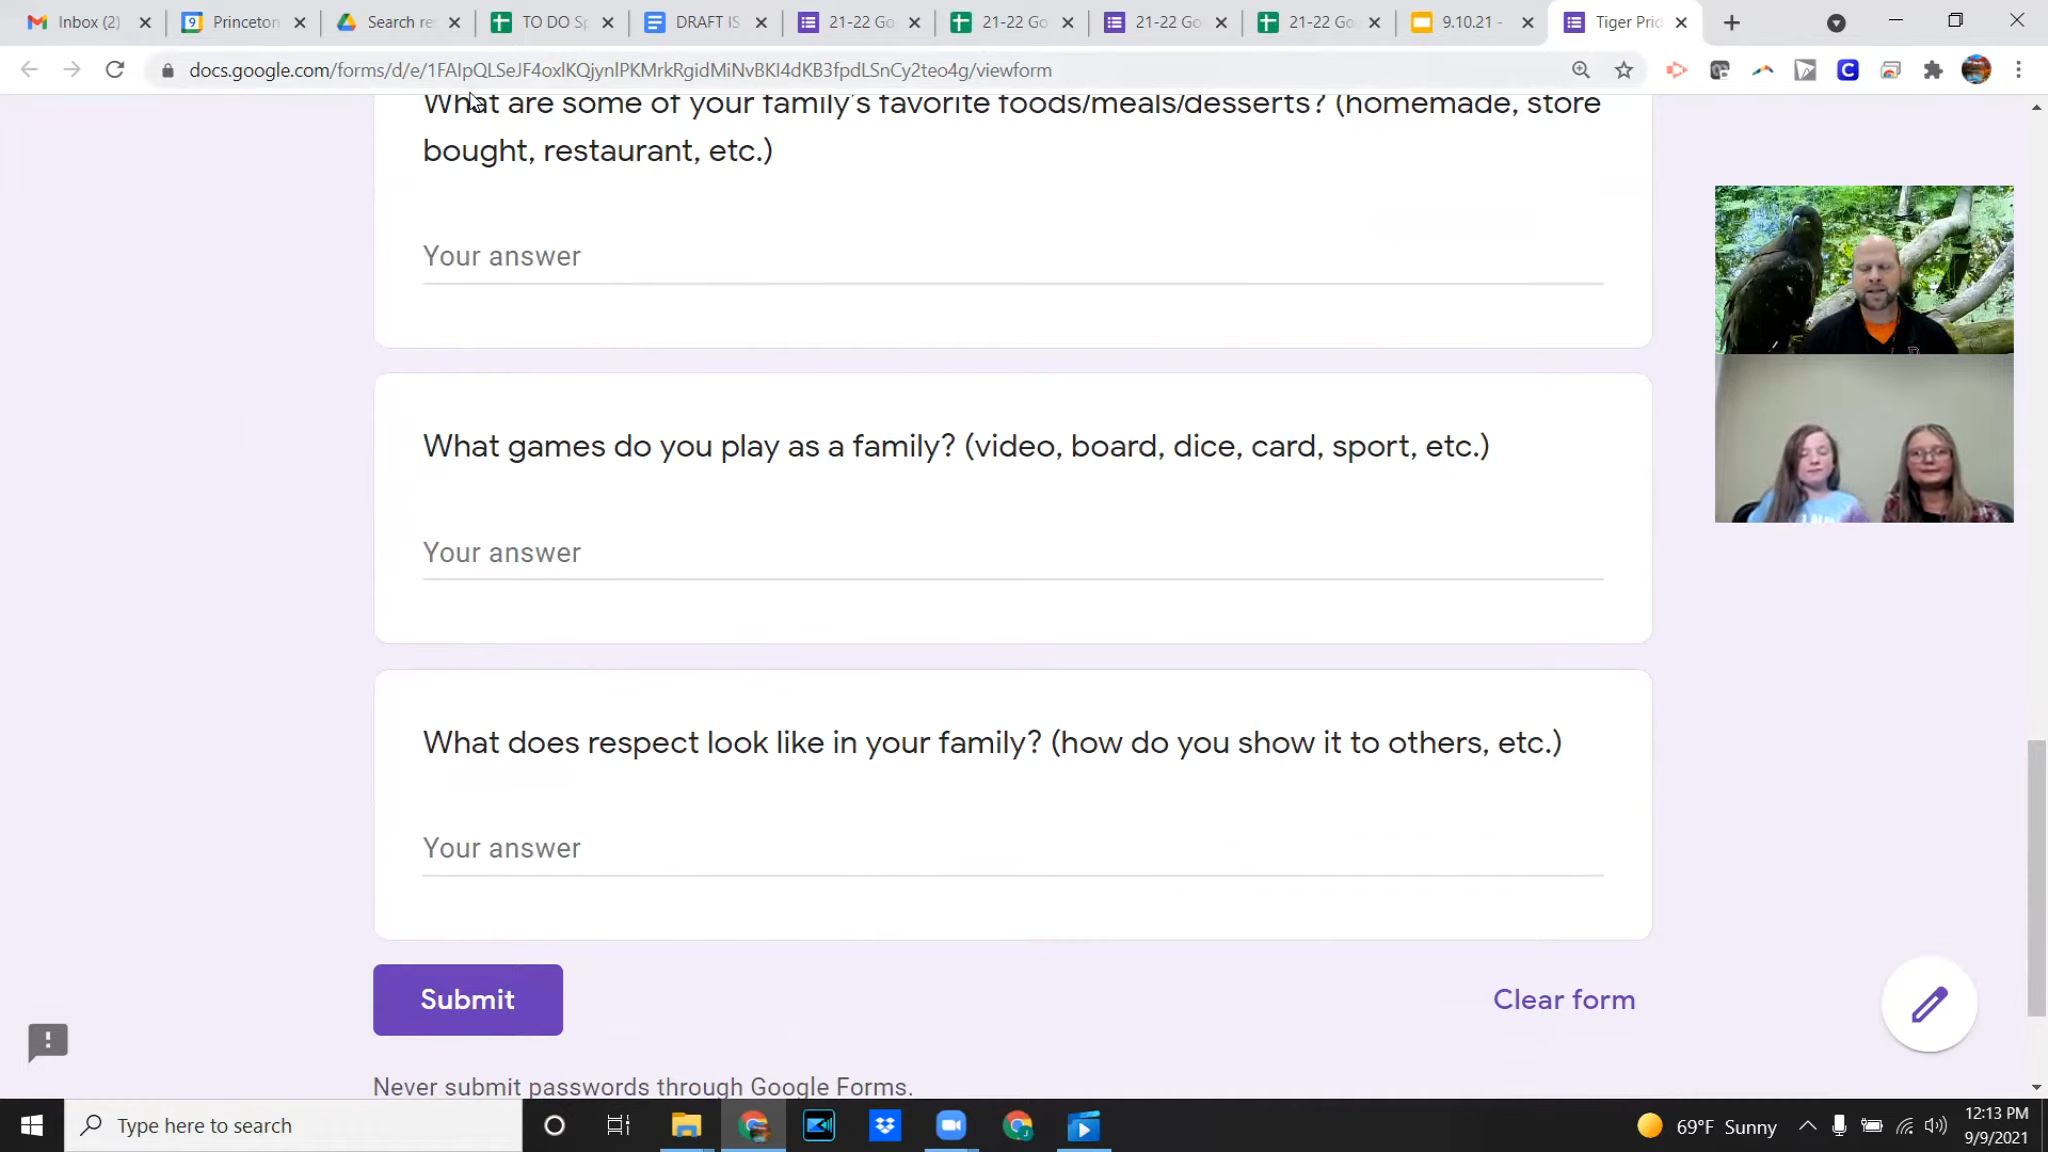 Inbox (2)
9 Princeton
Search re
TO DO Sp
DRAFT IS
21-22 Go
21-22 Go
21-22 Go
21-22 Go
9.10.21 -
Tiger Prid
docs.google.com/forms/d/e/1FAIpQLSeJF4oxlKQjynlPKMrkRgidMiNvBKI4dKB3fpdLSnCy2teo4g/viewform
What are some of your family's favorite foods/meals/desserts? (homemade, store
bought, restaurant, etc.)
Your answer
What games do you play as a family? (video, board, dice, card, sport, etc.)
Your answer
What does respect look like in your family? (how do you show it to others, etc.)
Your answer
Submit
Clear form
Never submit passwords through Google Forms.
Type here to search
69°F Sunny
12:13 PM
9/9/2021